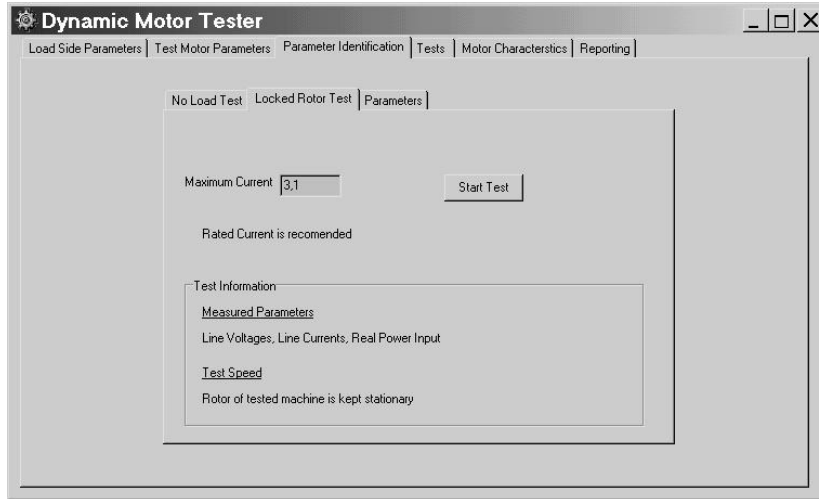 Dynamic Motor Tester
Load Side Parameters Test Motor Parameters Parameter Identification Tests Motor Characterstics Reporting
No Load Test Locked Rotor Test Parameters
Maximum Current 3,1 Start Test
Rated Current is recomended
Test Information
Measured Parameters
Line Voltages, Line Currents, Real Power Input
Test Speed
Rotor of tested machine is kept stationary